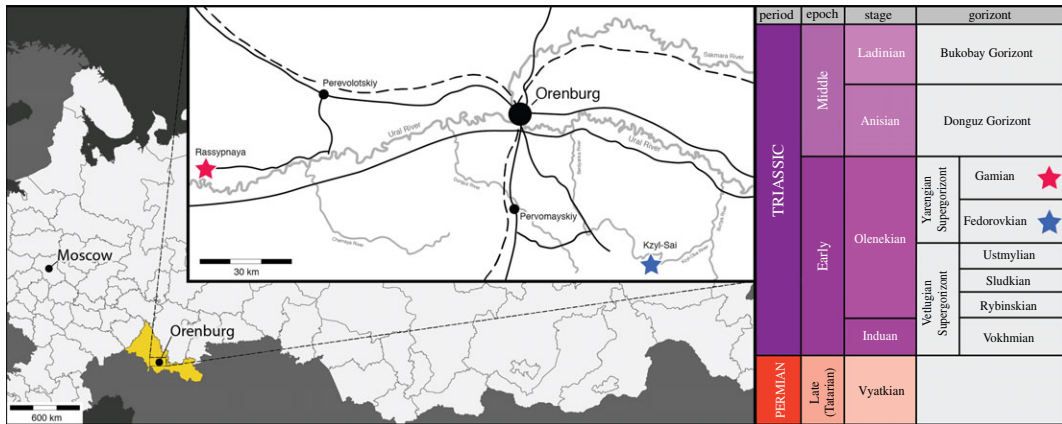 Moscow
Orenburg
600 km
Perevolotskiy
Orenburg
Sakmara River
Ural River
Ural River
Rassypnaya
Pervomayskiy
Kzyl-Sai
Chernaya River
30 km
period
epoch
stage
gorizont
TRIASSIC
Middle
Ladinian
Bukobay Gorizont
Anisian
Donguz Gorizont
Early
Olenekian
Yarengian
Supergorizont
Gamian
Fedorovkian
Vetlugian
Supergorizont
Ustmylian
Sludkian
Rybinskian
Induan
Vokhmian
PERMIAN
Late
(Tatarian)
Vyatkian